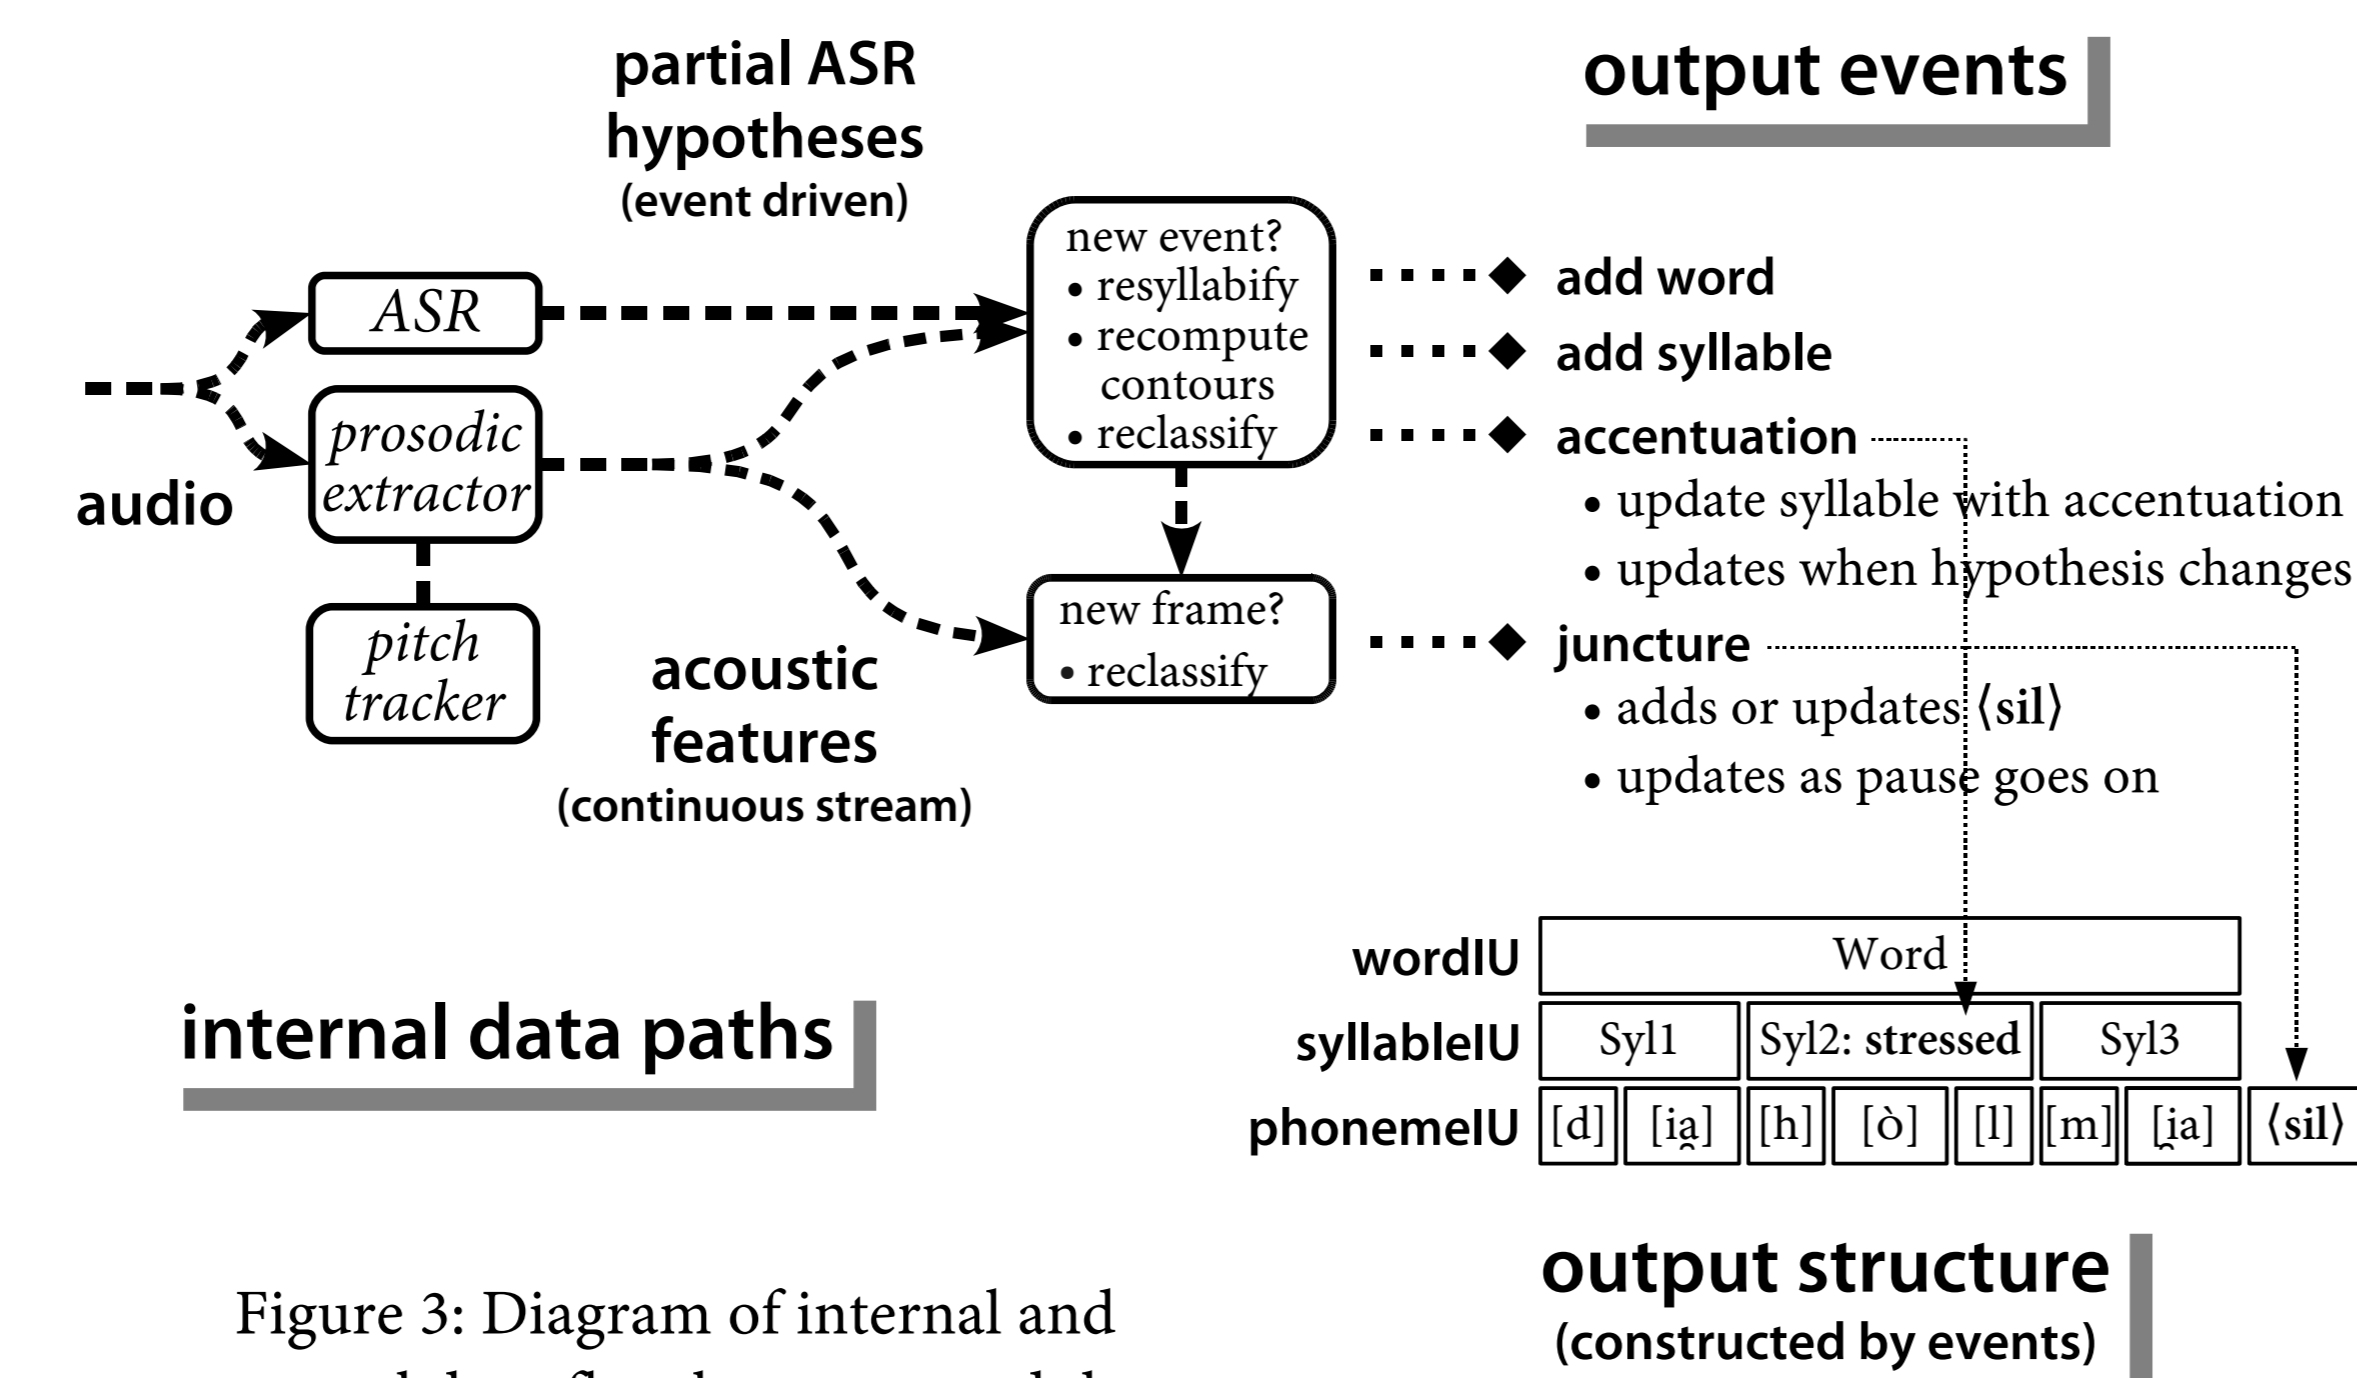 partial ASR
hypotheses
(event driven)
ASR
audio
prosodic
extractor
pitch
tracker
acoustic
features
(continuous stream)
new event?
• resyllabify
• recompute
contours
• reclassify
new frame?
• reclassify
internal data paths
output events
add word
add syllable
accentuation
• update syllable with accentuation
• updates when hypothesis changes
juncture
• adds or updates ⟨sil⟩
• updates as pause goes on
wordIU Word
syllableIU Syl1 Syl2: stressed Syl3
phonemeIU [d] [ia̯] [h] [ò] [l] [m] [i̯a] ⟨sil⟩
output structure
(constructed by events)
Figure 3: Diagram of internal and